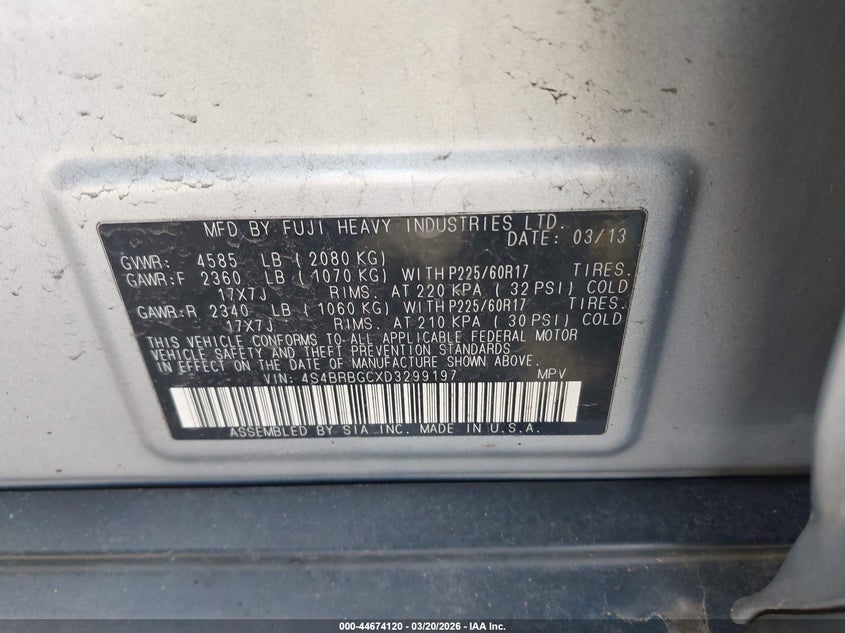 MFD. BY FUJI HEAVY INDUSTRIES LTD.
DATE: 03/13
GVWR: 4585 LB ( 2080 KG)
GAWR:F 2360 LB ( 1070 KG) WITH P225/60R17 TIRES.
17X7J RIMS. AT 220 KPA ( 32 PSI) COLD
GAWR:R 2340 LB ( 1060 KG) WITH P225/60R17 TIRES.
17X7J RIMS. AT 210 KPA ( 30 PSI) COLD
THIS VEHICLE CONFORMS TO ALL APPLICABLE FEDERAL MOTOR
VEHICLE SAFETY AND THEFT PREVENTION STANDARDS
IN EFFECT ON THE DATE OF MANUFACTURE SHOWN ABOVE.
VIN: 4S4BRBGCXD3299197 MPV
ASSEMBLED BY SIA INC. MADE IN U.S.A.
000-44674120 — 03/20/2026 — IAA Inc.